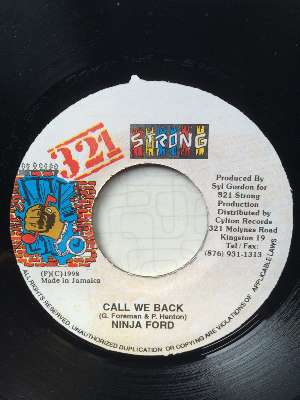 321
STRONG
Produced By
Syl Gordon for
321 Strong
Production
Distributed by
Cylton Records
321 Molynes Road
Kingston 19
Tel / Fax:
(876) 931-1313
(F)(C)1998
Made in Jamaica
CALL WE BACK
(G. Foreman & P. Henton)
NINJA FORD
ALL RIGHTS RESERVED. UNAUTHORIZED DUPLICATION OR COPYING ARE VIOLATIONS OF APPLICABLE LAWS